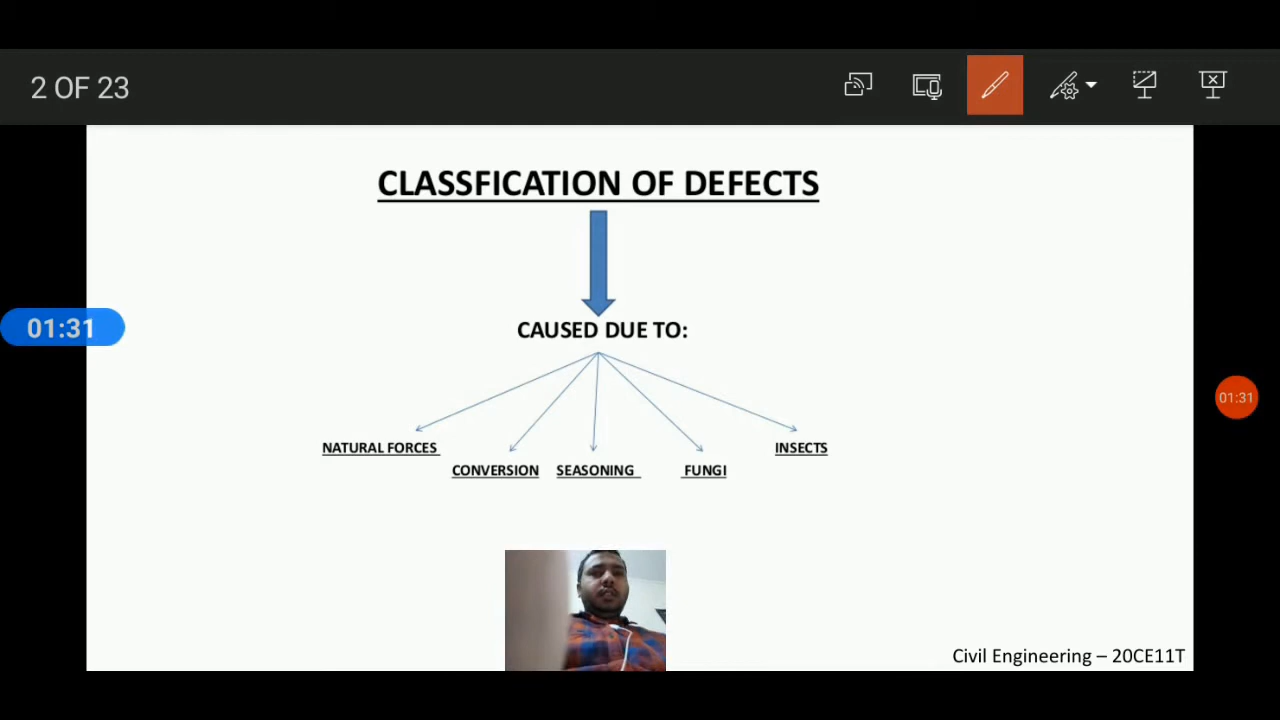 2 OF 23
CLASSFICATION OF DEFECTS
01:31
CAUSED DUE TO:
01:31
NATURAL FORCES
INSECTS
CONVERSION
SEASONING
FUNGI
Civil Engineering – 20CE11T